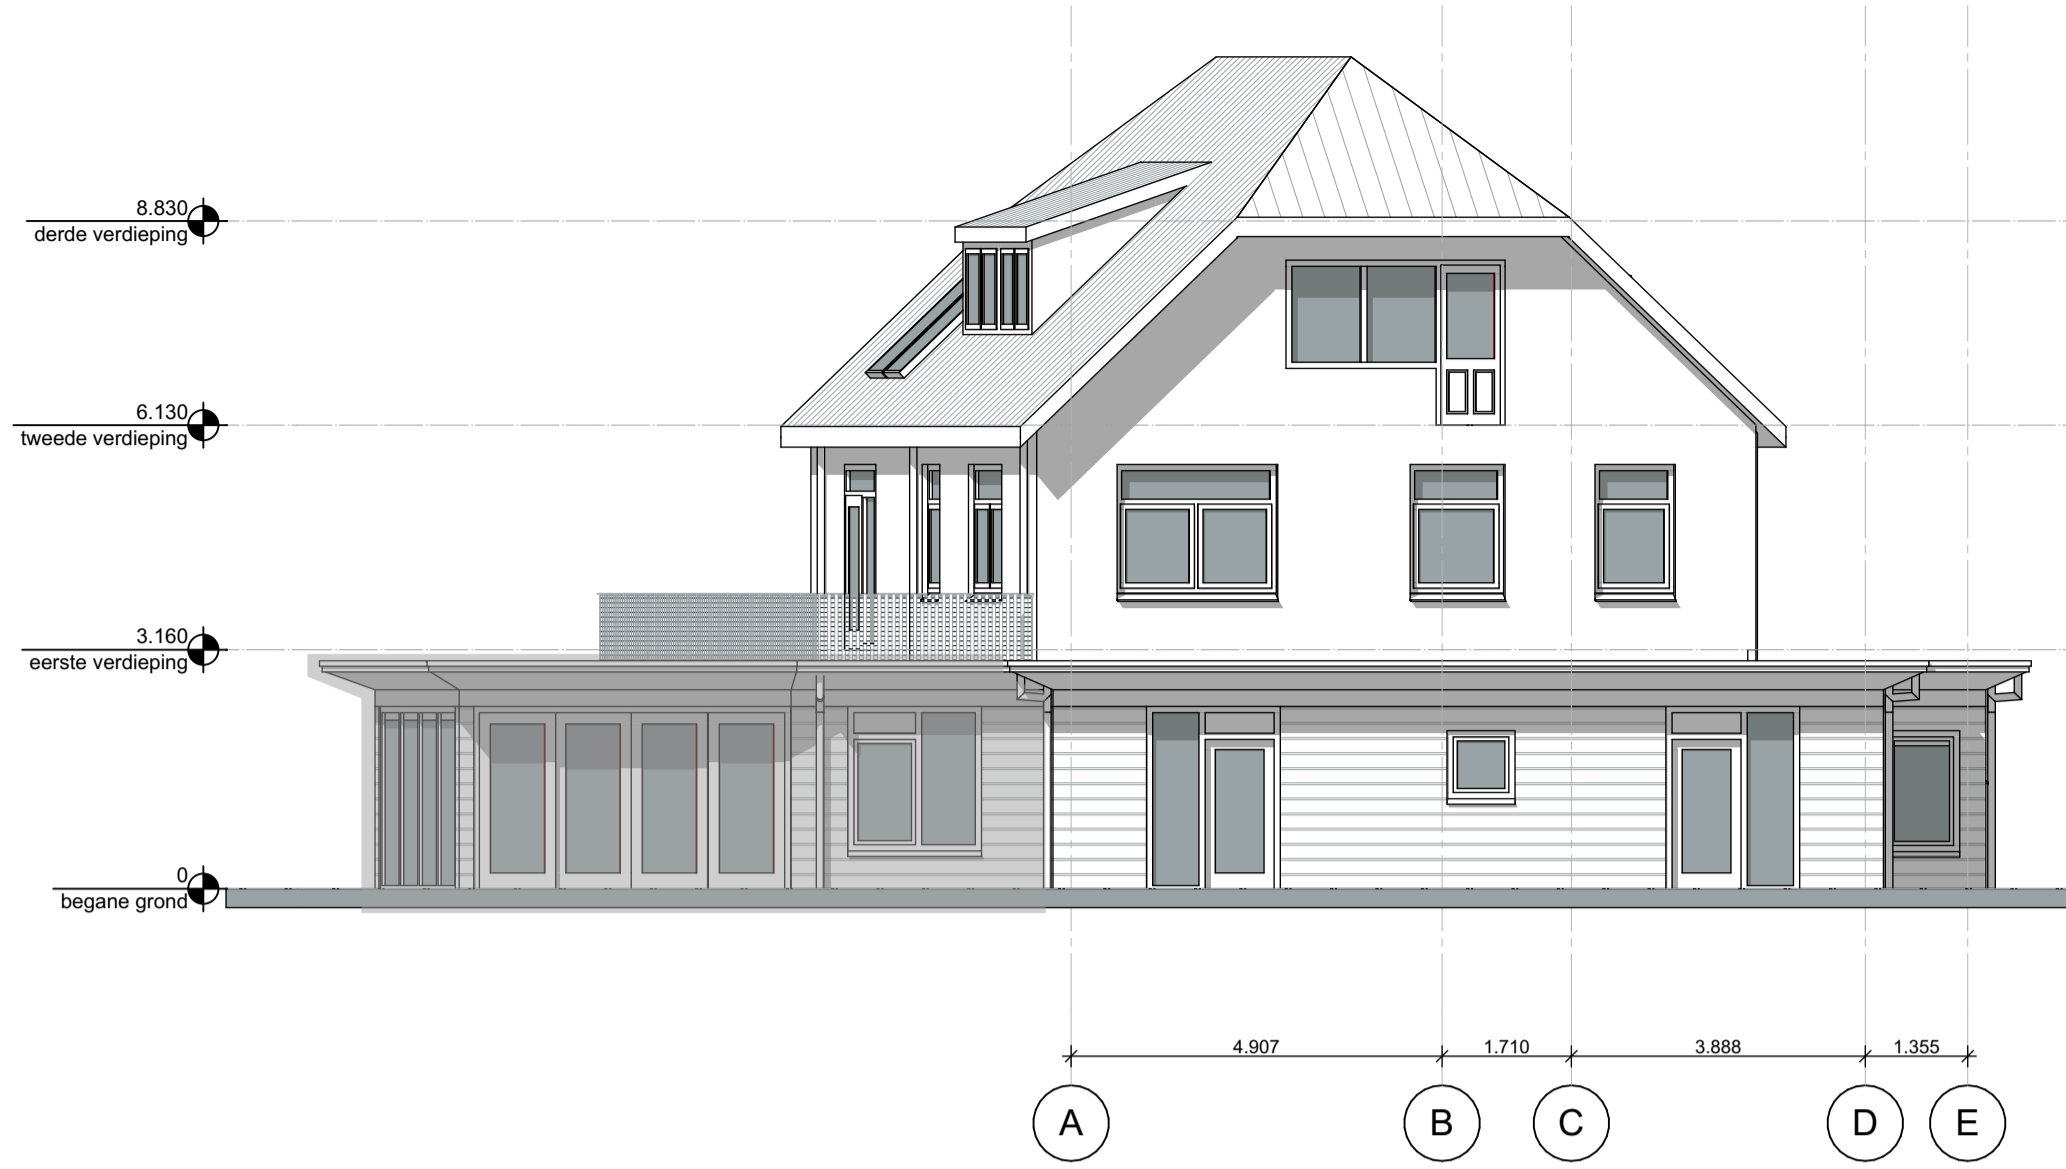 8.830
derde verdieping
6.130
tweede verdieping
3.160
eerste verdieping
0
begane grond
4.907 1.710 3.888 1.355
A B C D E